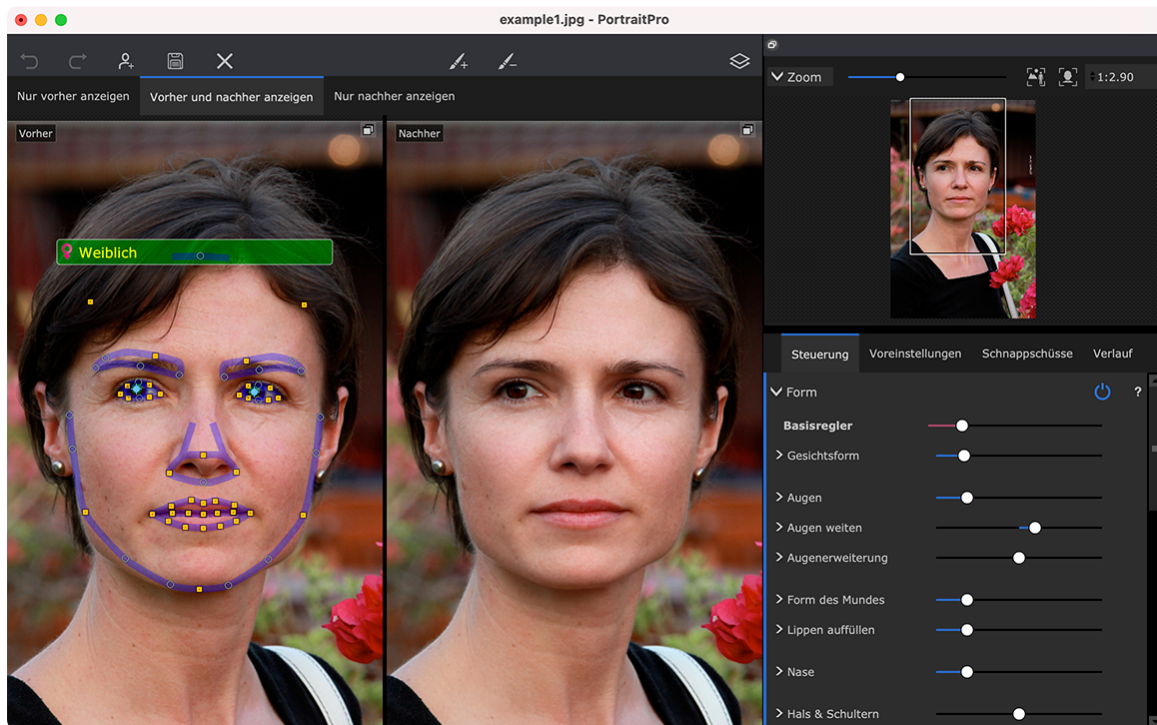 example1.jpg - PortraitPro
Nur vorher anzeigen
Vorher und nachher anzeigen
Nur nachher anzeigen
Vorher
Nachher
Weiblich
Zoom
1:2.90
Steuerung
Voreinstellungen
Schnappschüsse
Verlauf
Form
?
Basisregler
Gesichtsform
Augen
Augen weiten
Augenerweiterung
Form des Mundes
Lippen auffüllen
Nase
Hals & Schultern